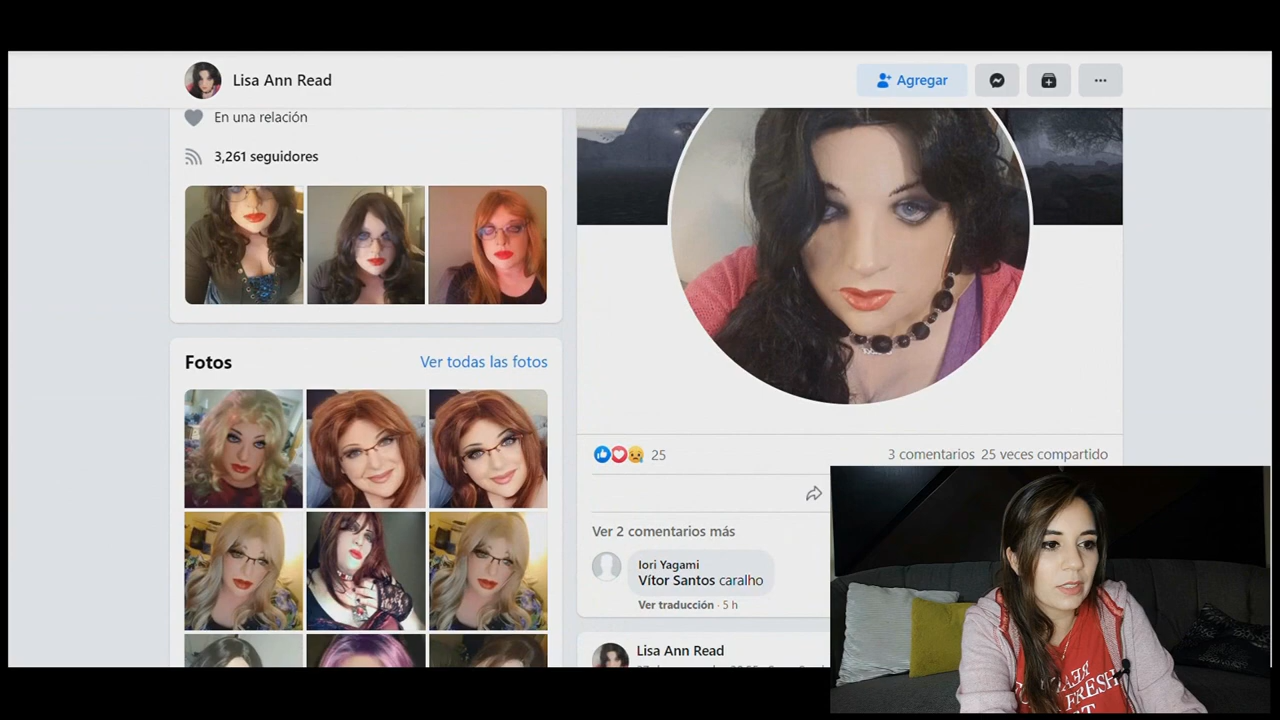 Lisa Ann Read
Agregar
En una relación
3,261 seguidores
Fotos
Ver todas las fotos
25
3 comentarios 25 veces compartido
Ver 2 comentarios más
Iori Yagami
Vítor Santos caralho
Ver traducción · 5 h
Lisa Ann Read
FRESH